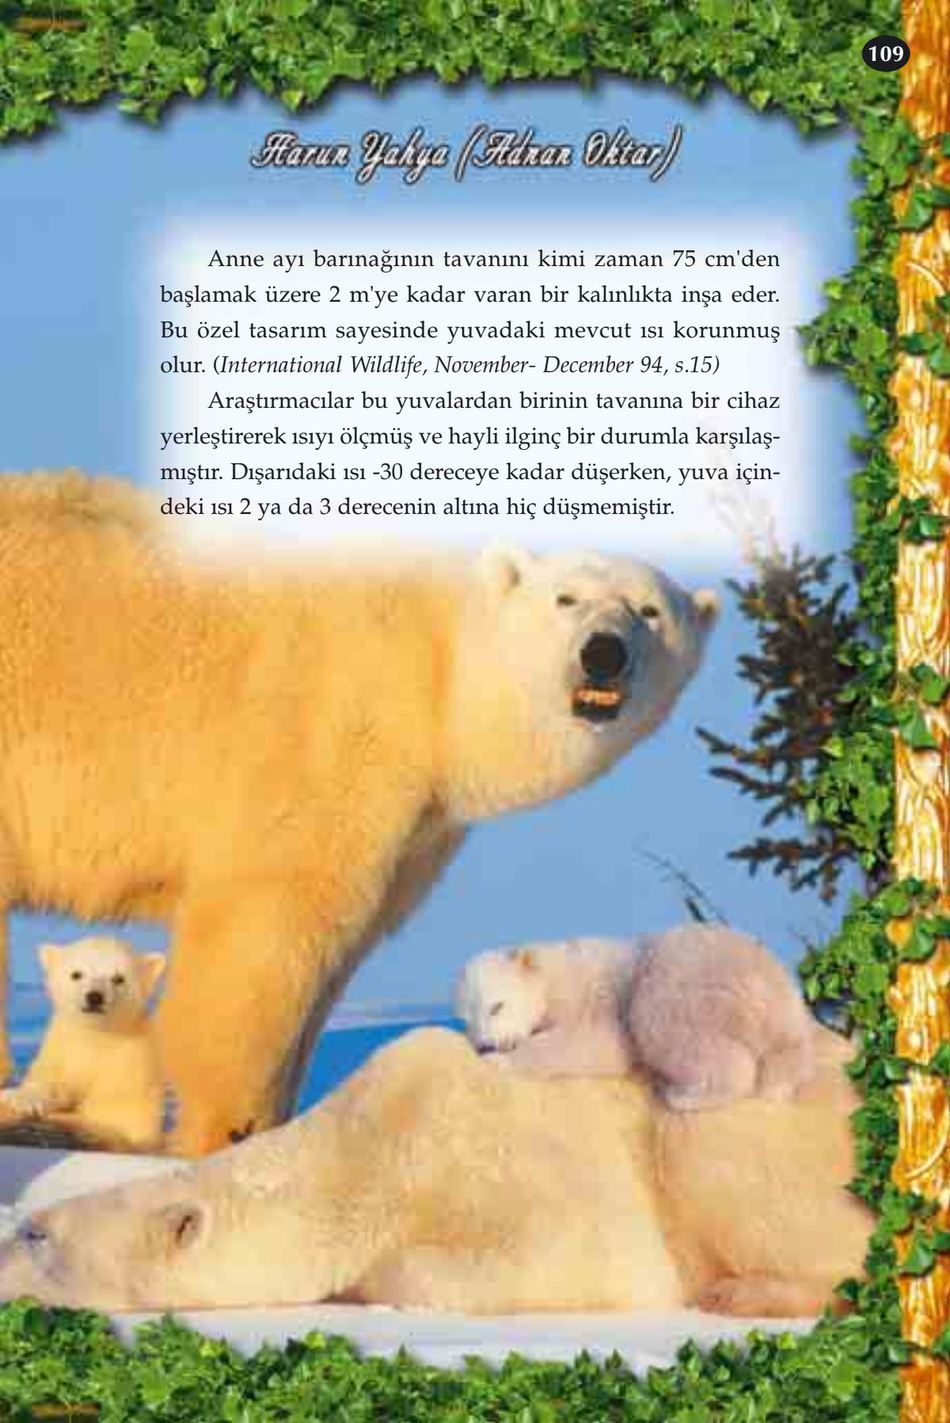 109
Harun Yahya (Adnan Oktar)
Anne ayı barınağının tavanını kimi zaman 75 cm'den
başlamak üzere 2 m'ye kadar varan bir kalınlıkta inşa eder.
Bu özel tasarım sayesinde yuvadaki mevcut ısı korunmuş
olur. (International Wildlife, November- December 94, s.15)
Araştırmacılar bu yuvalardan birinin tavanına bir cihaz
yerleştirerek ısıyı ölçmüş ve hayli ilginç bir durumla karşılaş-
mıştır. Dışarıdaki ısı -30 dereceye kadar düşerken, yuva için-
deki ısı 2 ya da 3 derecenin altına hiç düşmemiştir.